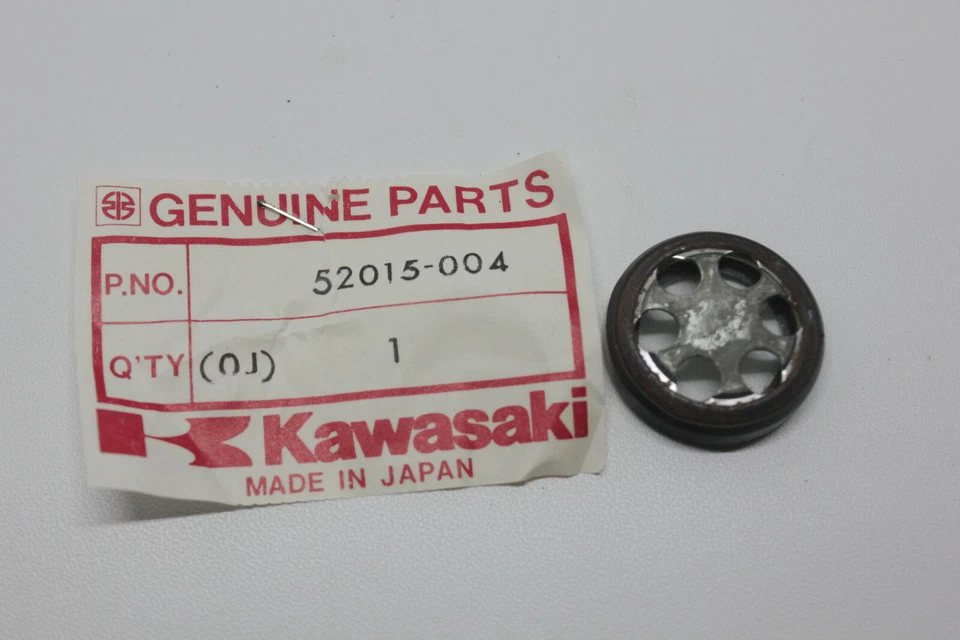 GENUINE PARTS
P.NO. 52015-004
Q'TY (0J) 1
Kawasaki
MADE IN JAPAN